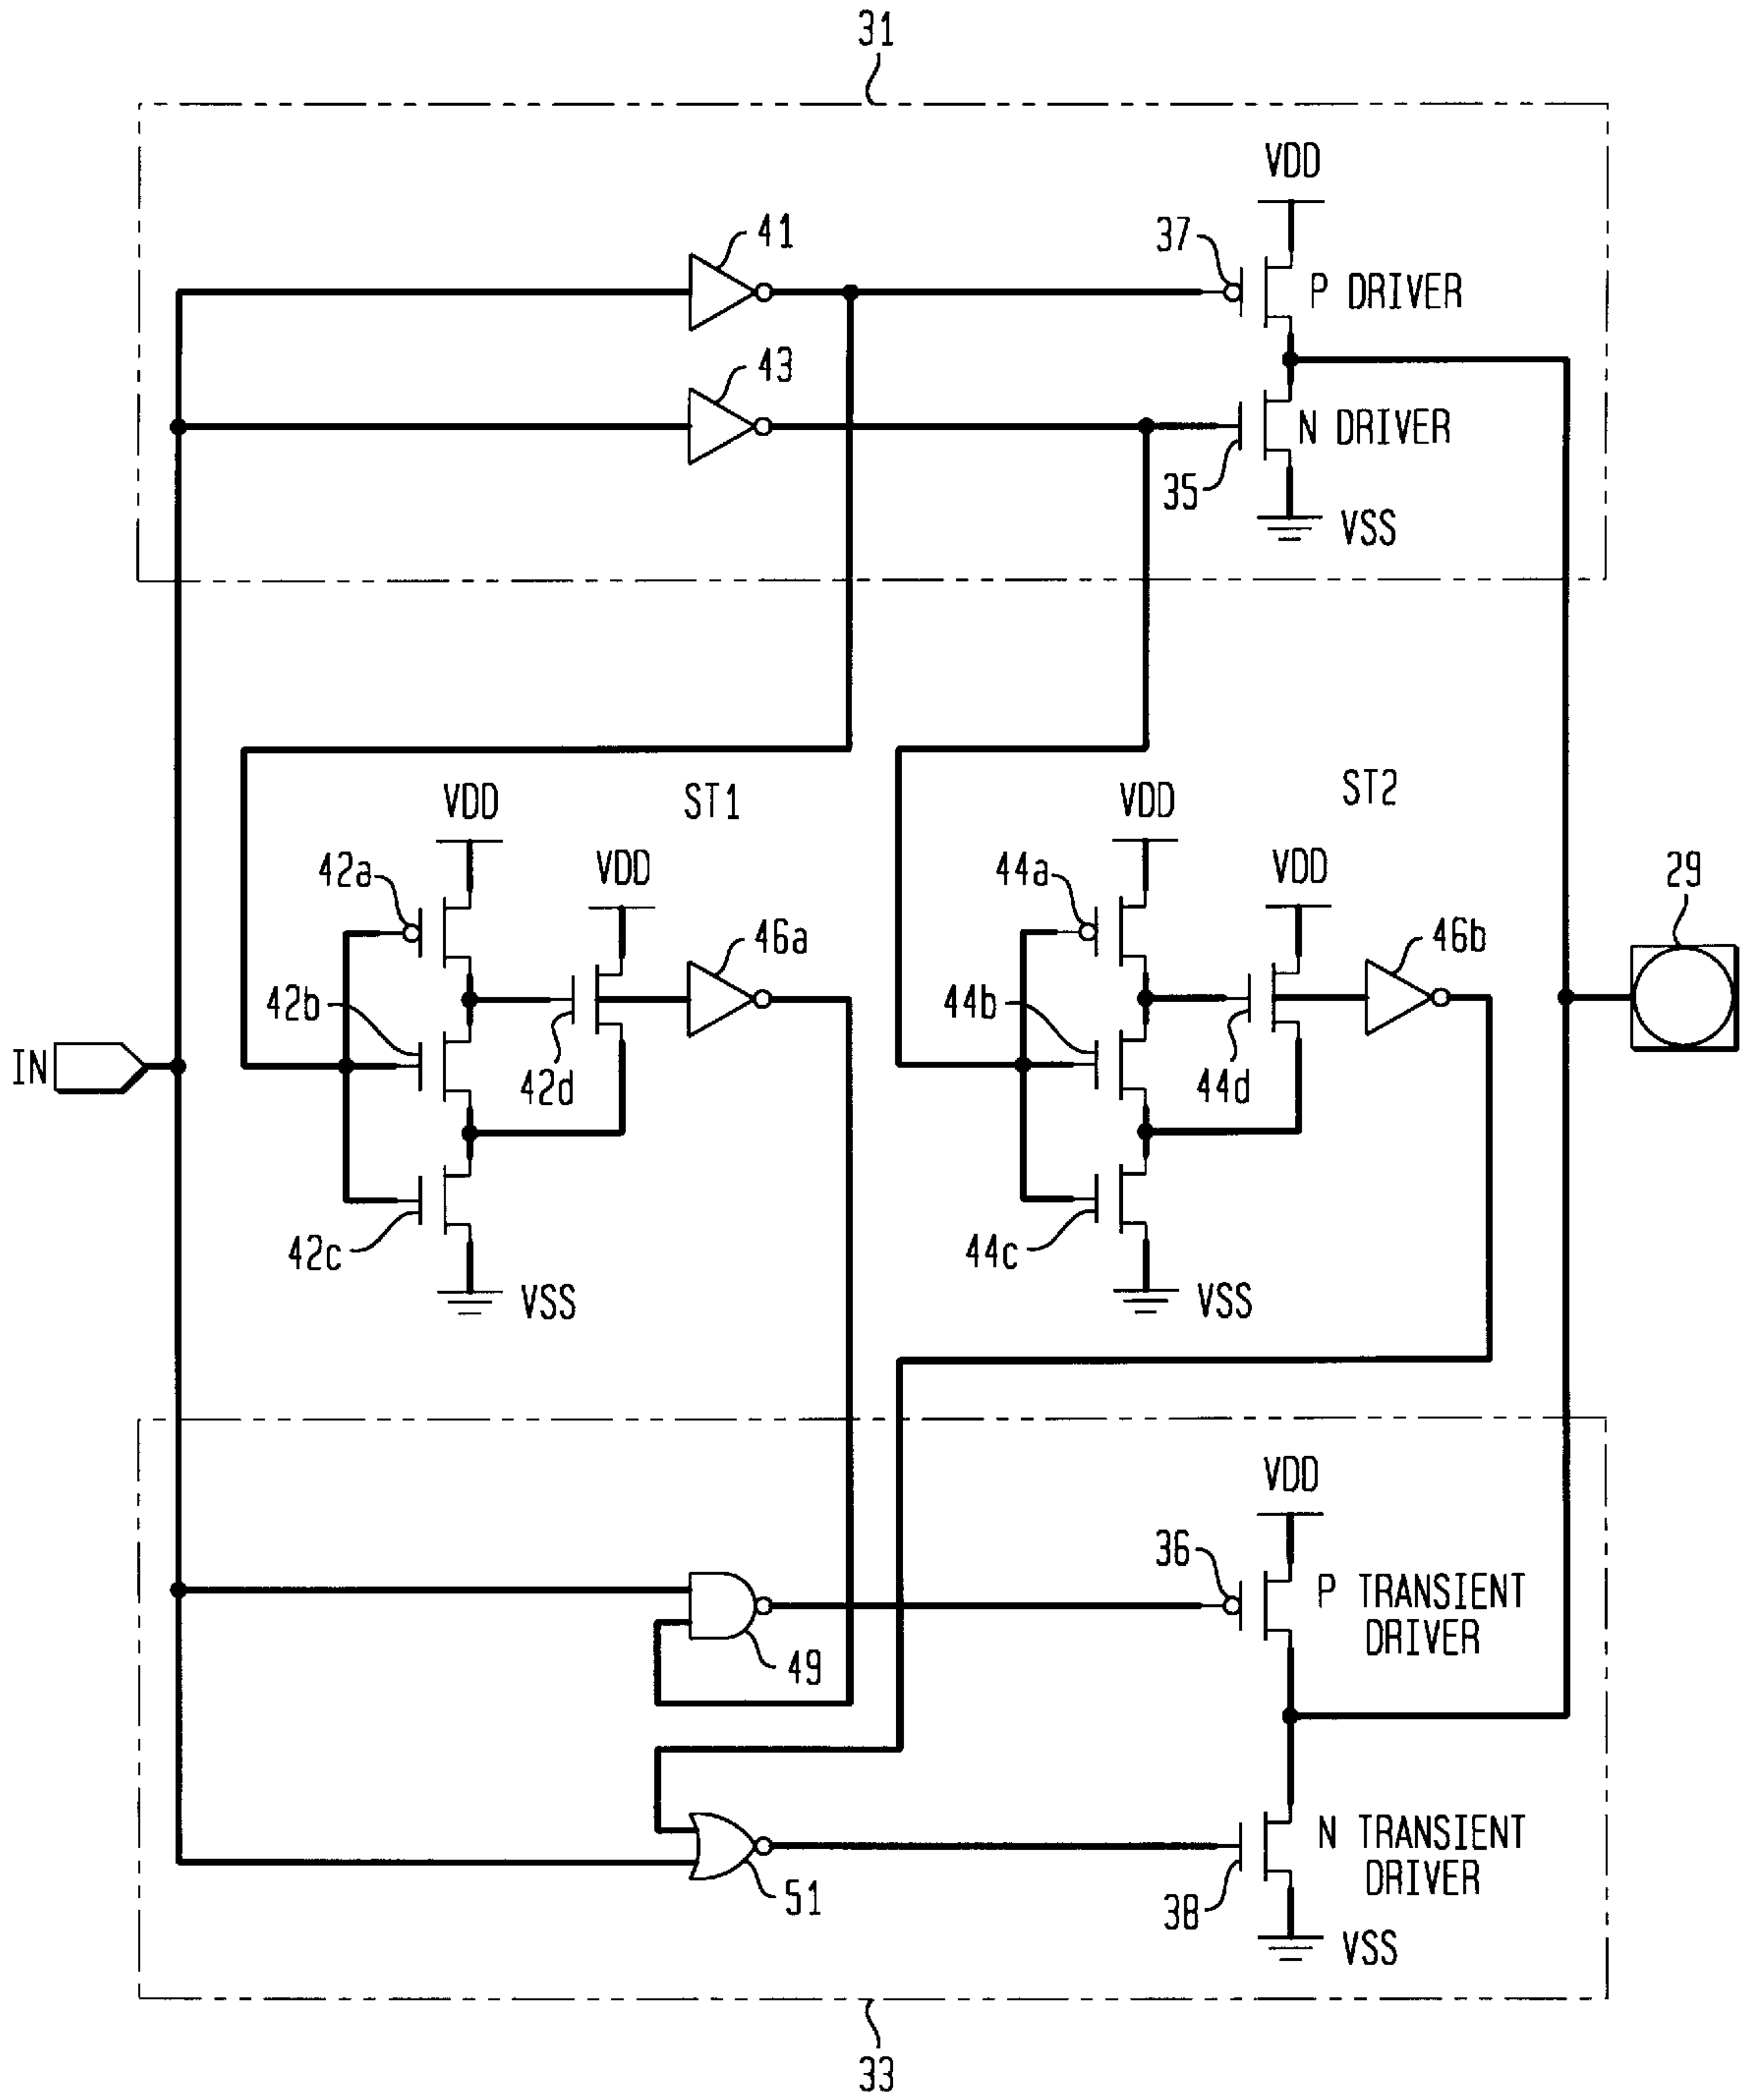 31
VDD
41
37
P DRIVER
43
N DRIVER
35
VSS
VDD
ST1
VDD
ST2
42a
VDD
44a
VDD
29
46a
46b
42b
44b
IN
42d
44d
42c
44c
VSS
VSS
VDD
36
P TRANSIENT
DRIVER
49
N TRANSIENT
DRIVER
51
38
VSS
33